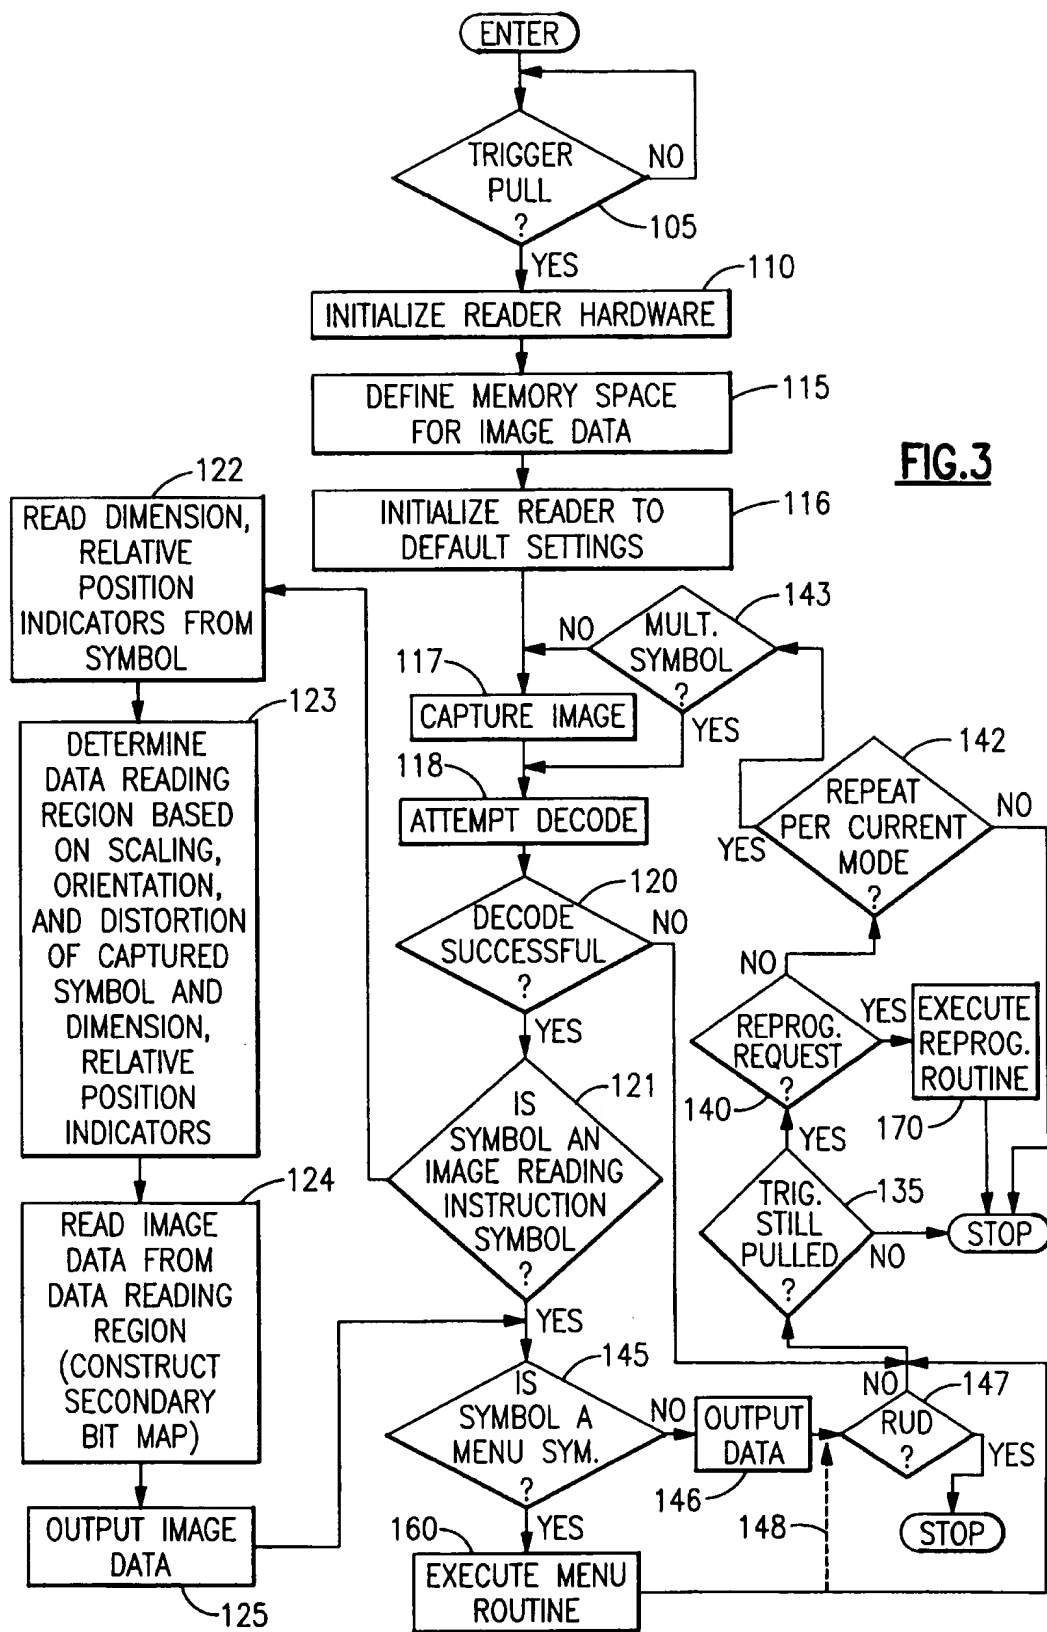 ENTER
TRIGGER
PULL
?
NO
105
YES
110
INITIALIZE READER HARDWARE
115
DEFINE MEMORY SPACE
FOR IMAGE DATA
FIG.3
116
INITIALIZE READER TO
DEFAULT SETTINGS
122
READ DIMENSION,
RELATIVE
POSITION
INDICATORS FROM
SYMBOL
143
MULT.
SYMBOL
?
NO
YES
117
CAPTURE IMAGE
118
ATTEMPT DECODE
123
DETERMINE
DATA READING
REGION BASED
ON SCALING,
ORIENTATION,
AND DISTORTION
OF CAPTURED
SYMBOL AND
DIMENSION,
RELATIVE
POSITION
INDICATORS
142
REPEAT
PER CURRENT
MODE
?
YES
NO
120
DECODE
SUCCESSFUL
?
NO
YES
NO
REPROG.
REQUEST
?
140
YES
EXECUTE
REPROG.
ROUTINE
170
121
IS
SYMBOL AN
IMAGE READING
INSTRUCTION
SYMBOL
?
YES
YES
135
TRIG.
STILL
PULLED
?
NO
STOP
124
READ IMAGE
DATA FROM
DATA READING
REGION
(CONSTRUCT
SECONDARY
BIT MAP)
145
IS
SYMBOL A
MENU SYM.
?
NO
YES
OUTPUT
DATA
146
NO
147
RUD
?
YES
STOP
148
OUTPUT IMAGE
DATA
125
160
EXECUTE MENU
ROUTINE